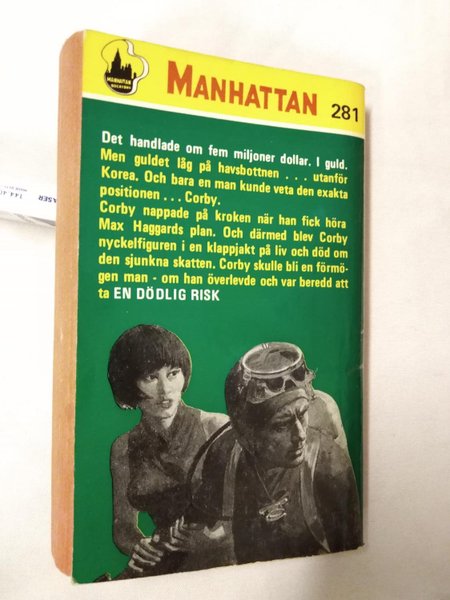 MANHATTAN
MANHATTAN
281
Det handlade om fem miljoner dollar. I guld.
Men guldet låg på havsbottnen . . . utanför
Korea. Och bara en man kunde veta den exakta
positionen . . . Corby.
Corby nappade på kroken när han fick höra
Max Haggards plan. Och därmed blev Corby
nyckelfiguren i en klappjakt på liv och död om
den sjunkna skatten. Corby skulle bli en förmö-
gen man - om han överlevde och var beredd att
ta EN DÖDLIG RISK